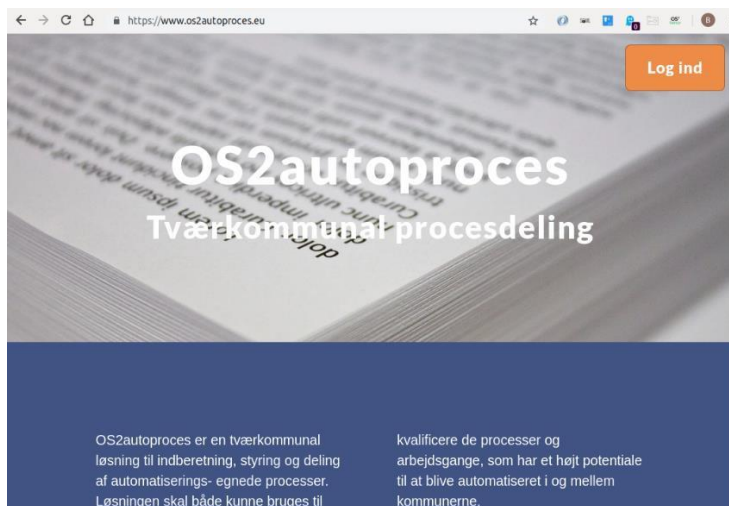 https://www.os2autoproces.eu
Log ind
OS2autoproces
Tværkommunal procesdeling
OS2autoproces er en tværkommunal
løsning til indberetning, styring og deling
af automatiserings- egnede processer.
Løsningen skal både kunne bruges til
kvalificere de processer og
arbejdsgange, som har et højt potentiale
til at blive automatiseret i og mellem
kommunerne.